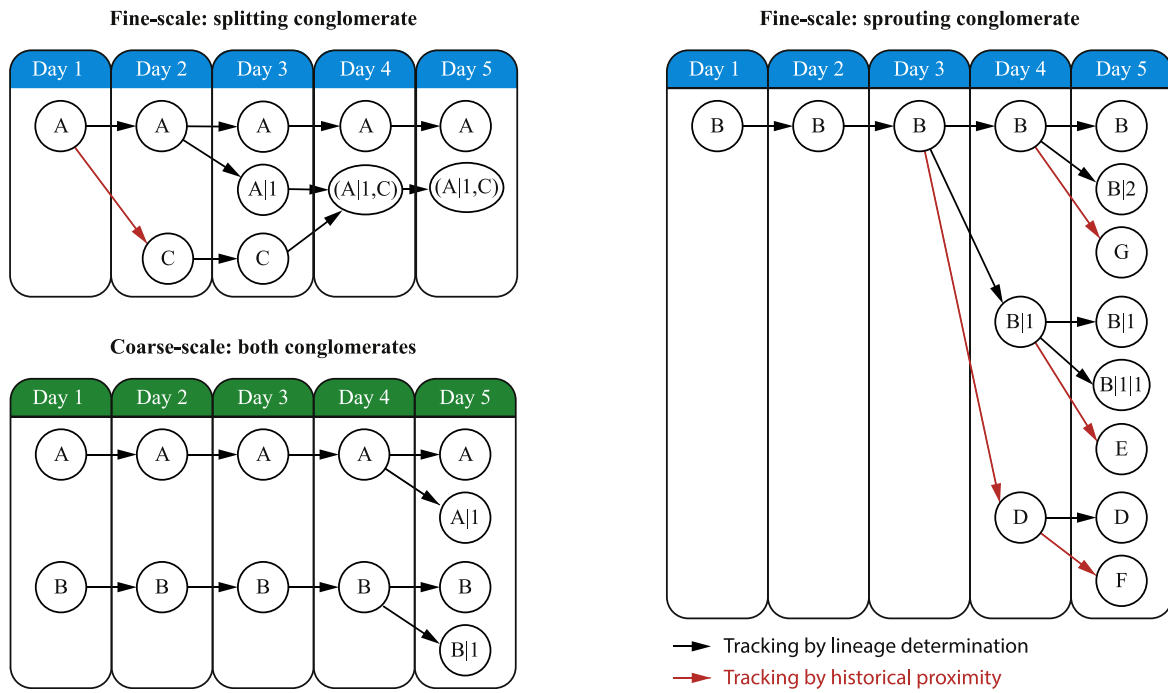 Fine-scale: splitting conglomerate
Day 1 Day 2 Day 3 Day 4 Day 5
A A A A A
A|1 (A|1,C) (A|1,C)
C C
Coarse-scale: both conglomerates
Day 1 Day 2 Day 3 Day 4 Day 5
A A A A A
A|1
B B B B B
B|1
Fine-scale: sprouting conglomerate
Day 1 Day 2 Day 3 Day 4 Day 5
B B B B B
B|2
G
B|1 B|1
B|1|1
E
D D
F
Tracking by lineage determination
Tracking by historical proximity